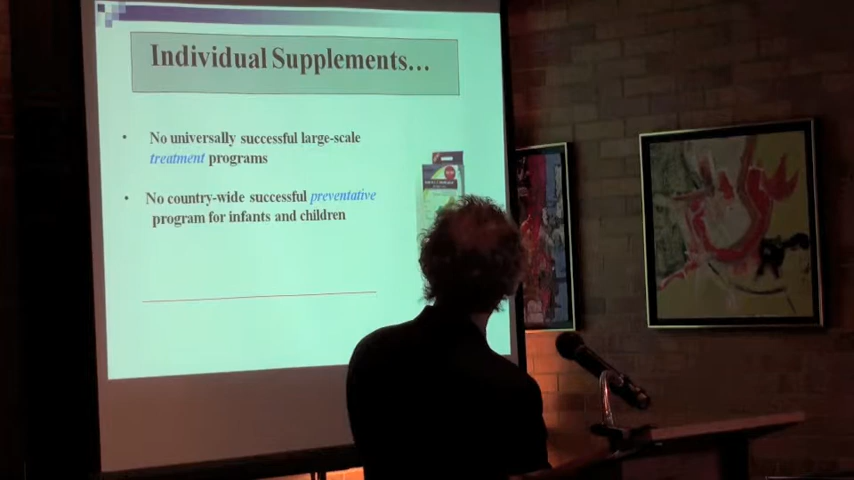 Individual Supplements...
• No universally successful large-scale
treatment programs
• No country-wide successful preventative
program for infants and children